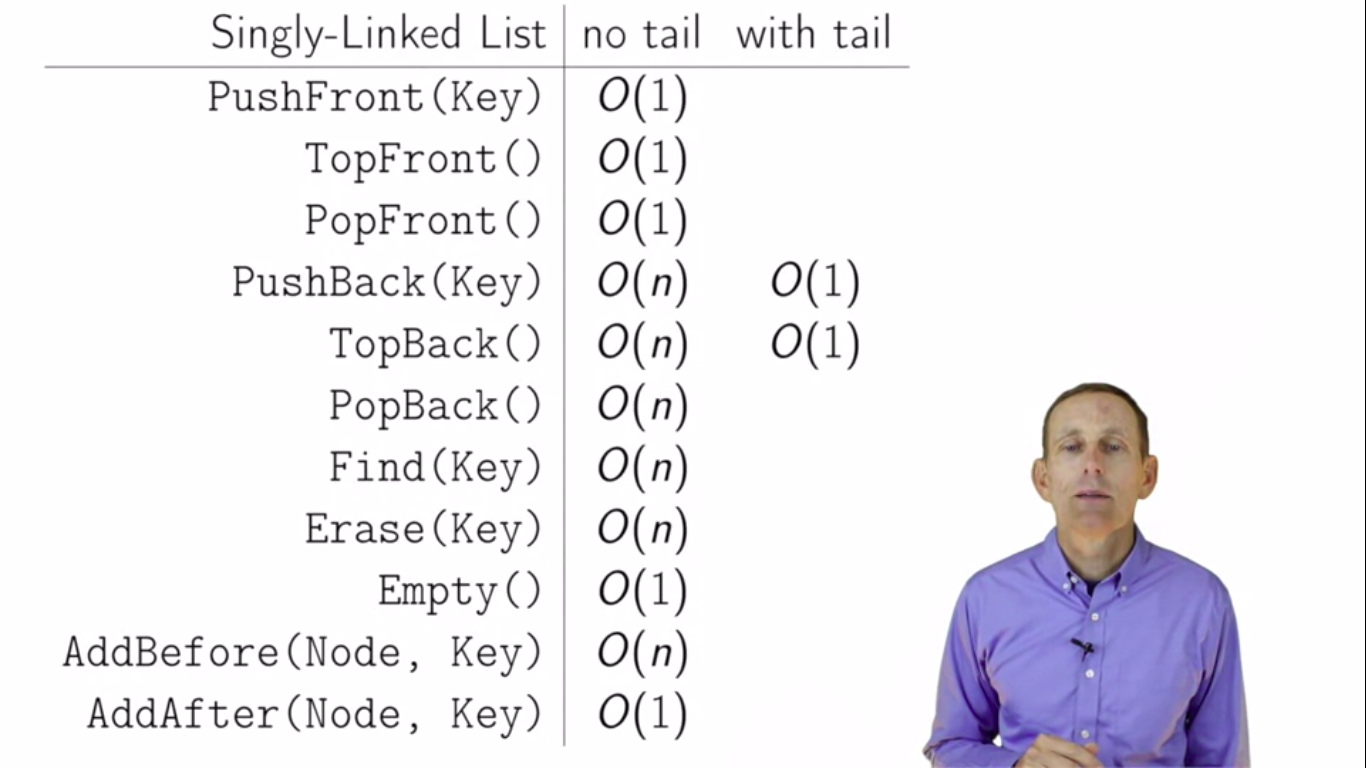 Singly-Linked List no tail with tail
PushFront(Key) O(1)
TopFront() O(1)
PopFront() O(1)
PushBack(Key) O(n) O(1)
TopBack() O(n) O(1)
PopBack() O(n)
Find(Key) O(n)
Erase(Key) O(n)
Empty() O(1)
AddBefore(Node, Key) O(n)
AddAfter(Node, Key) O(1)